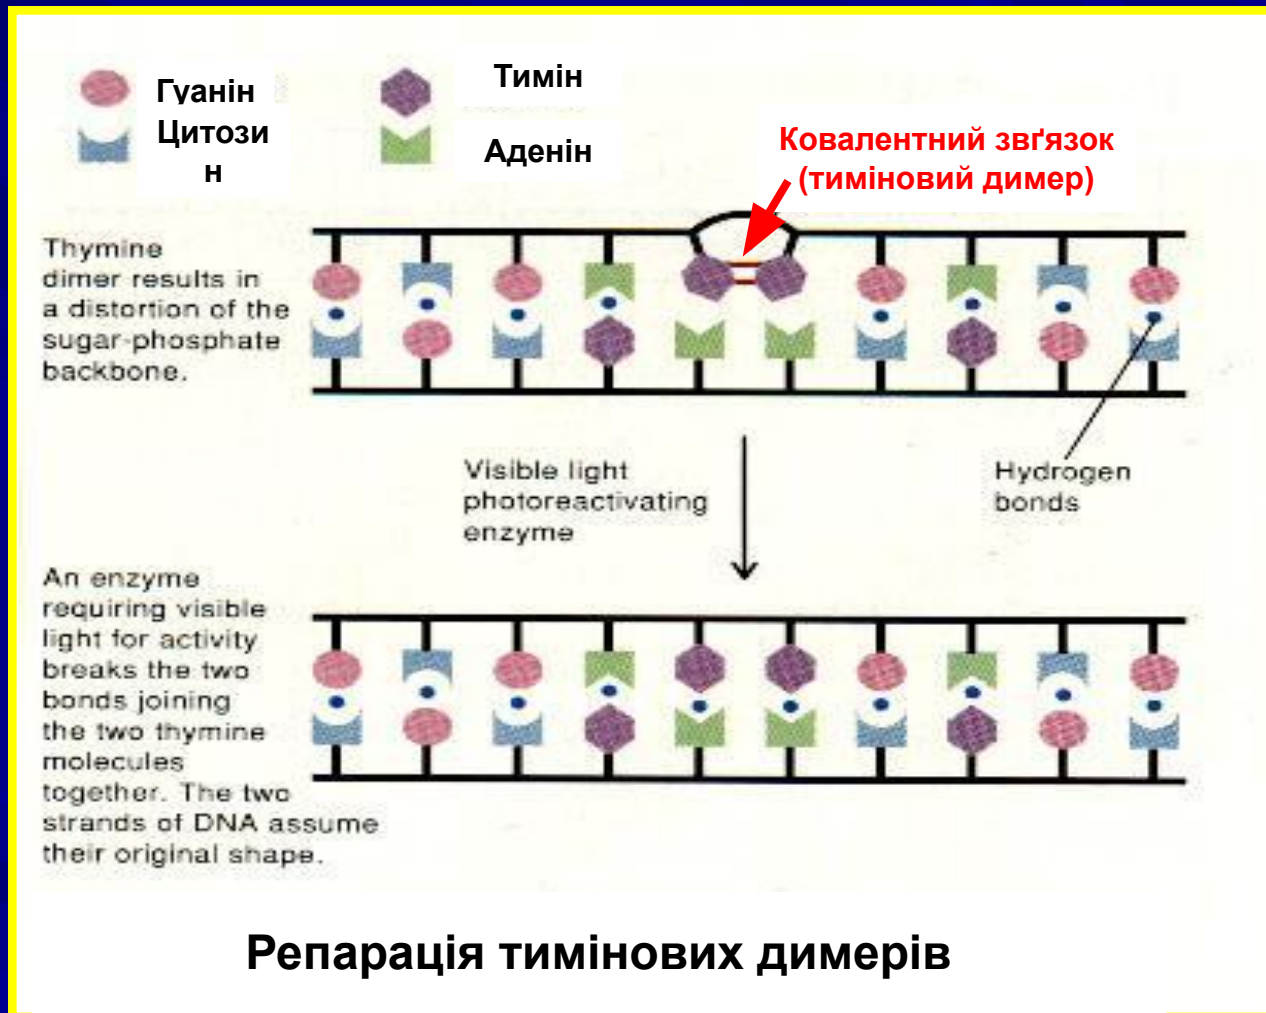 Гуанін
Цитози
н
Тимін
Аденін
Ковалентний звґязок
(тиміновий димер)
Thymine
dimer results in
a distortion of the
sugar-phosphate
backbone.
Visible light
photoreactivating
enzyme
Hydrogen
bonds
An enzyme
requiring visible
light for activity
breaks the two
bonds joining
the two thymine
molecules
together. The two
strands of DNA assume
their original shape.
Репарація тимінових димерів